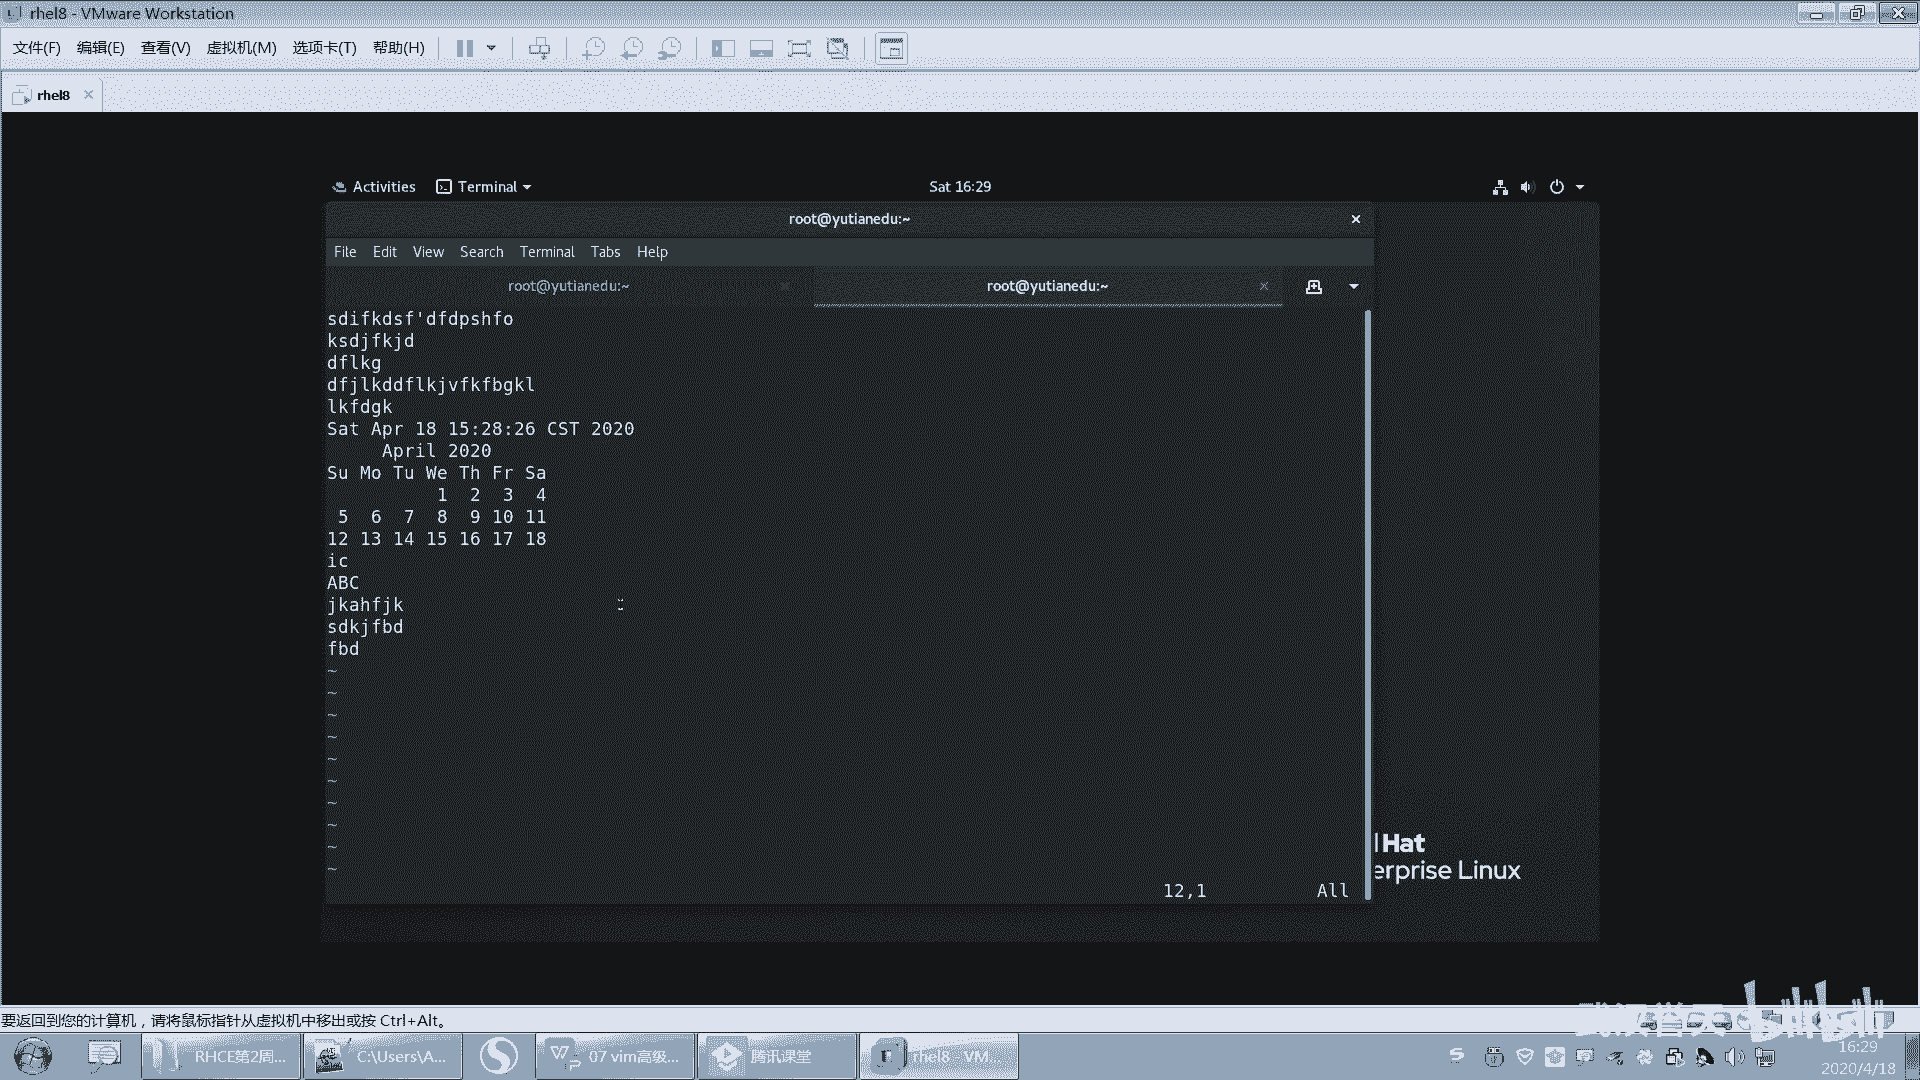 rhel8 - VMware Workstation
文件(F) 编辑(E) 查看(V) 虚拟机(M) 选项卡(T) 帮助(H)
rhel8
Activities Terminal Sat 16:29
root@yutianedu:~
File Edit View Search Terminal Tabs Help
root@yutianedu:~ root@yutianedu:~
sdifkdsf'dfdpshfo
ksdjfkjd
dflkg
dfjlkddflkjvfkfbgkl
lkfdgk
Sat Apr 18 15:28:26 CST 2020
April 2020
Su Mo Tu We Th Fr Sa
1 2 3 4
5 6 7 8 9 10 11
12 13 14 15 16 17 18
ic
ABC
jkahfjk
sdkjfbd
fbd
~
~
~
~
~
~
~
~
~
~
12,1 All
Hat
erprise Linux
要返回到您的计算机，请将鼠标指针从虚拟机中移出或按 Ctrl+Alt。
RHCE第2周... C:\Users\A... 07 vim高级... 腾讯课堂 rhel8 - VM...
16:29
2020/4/18